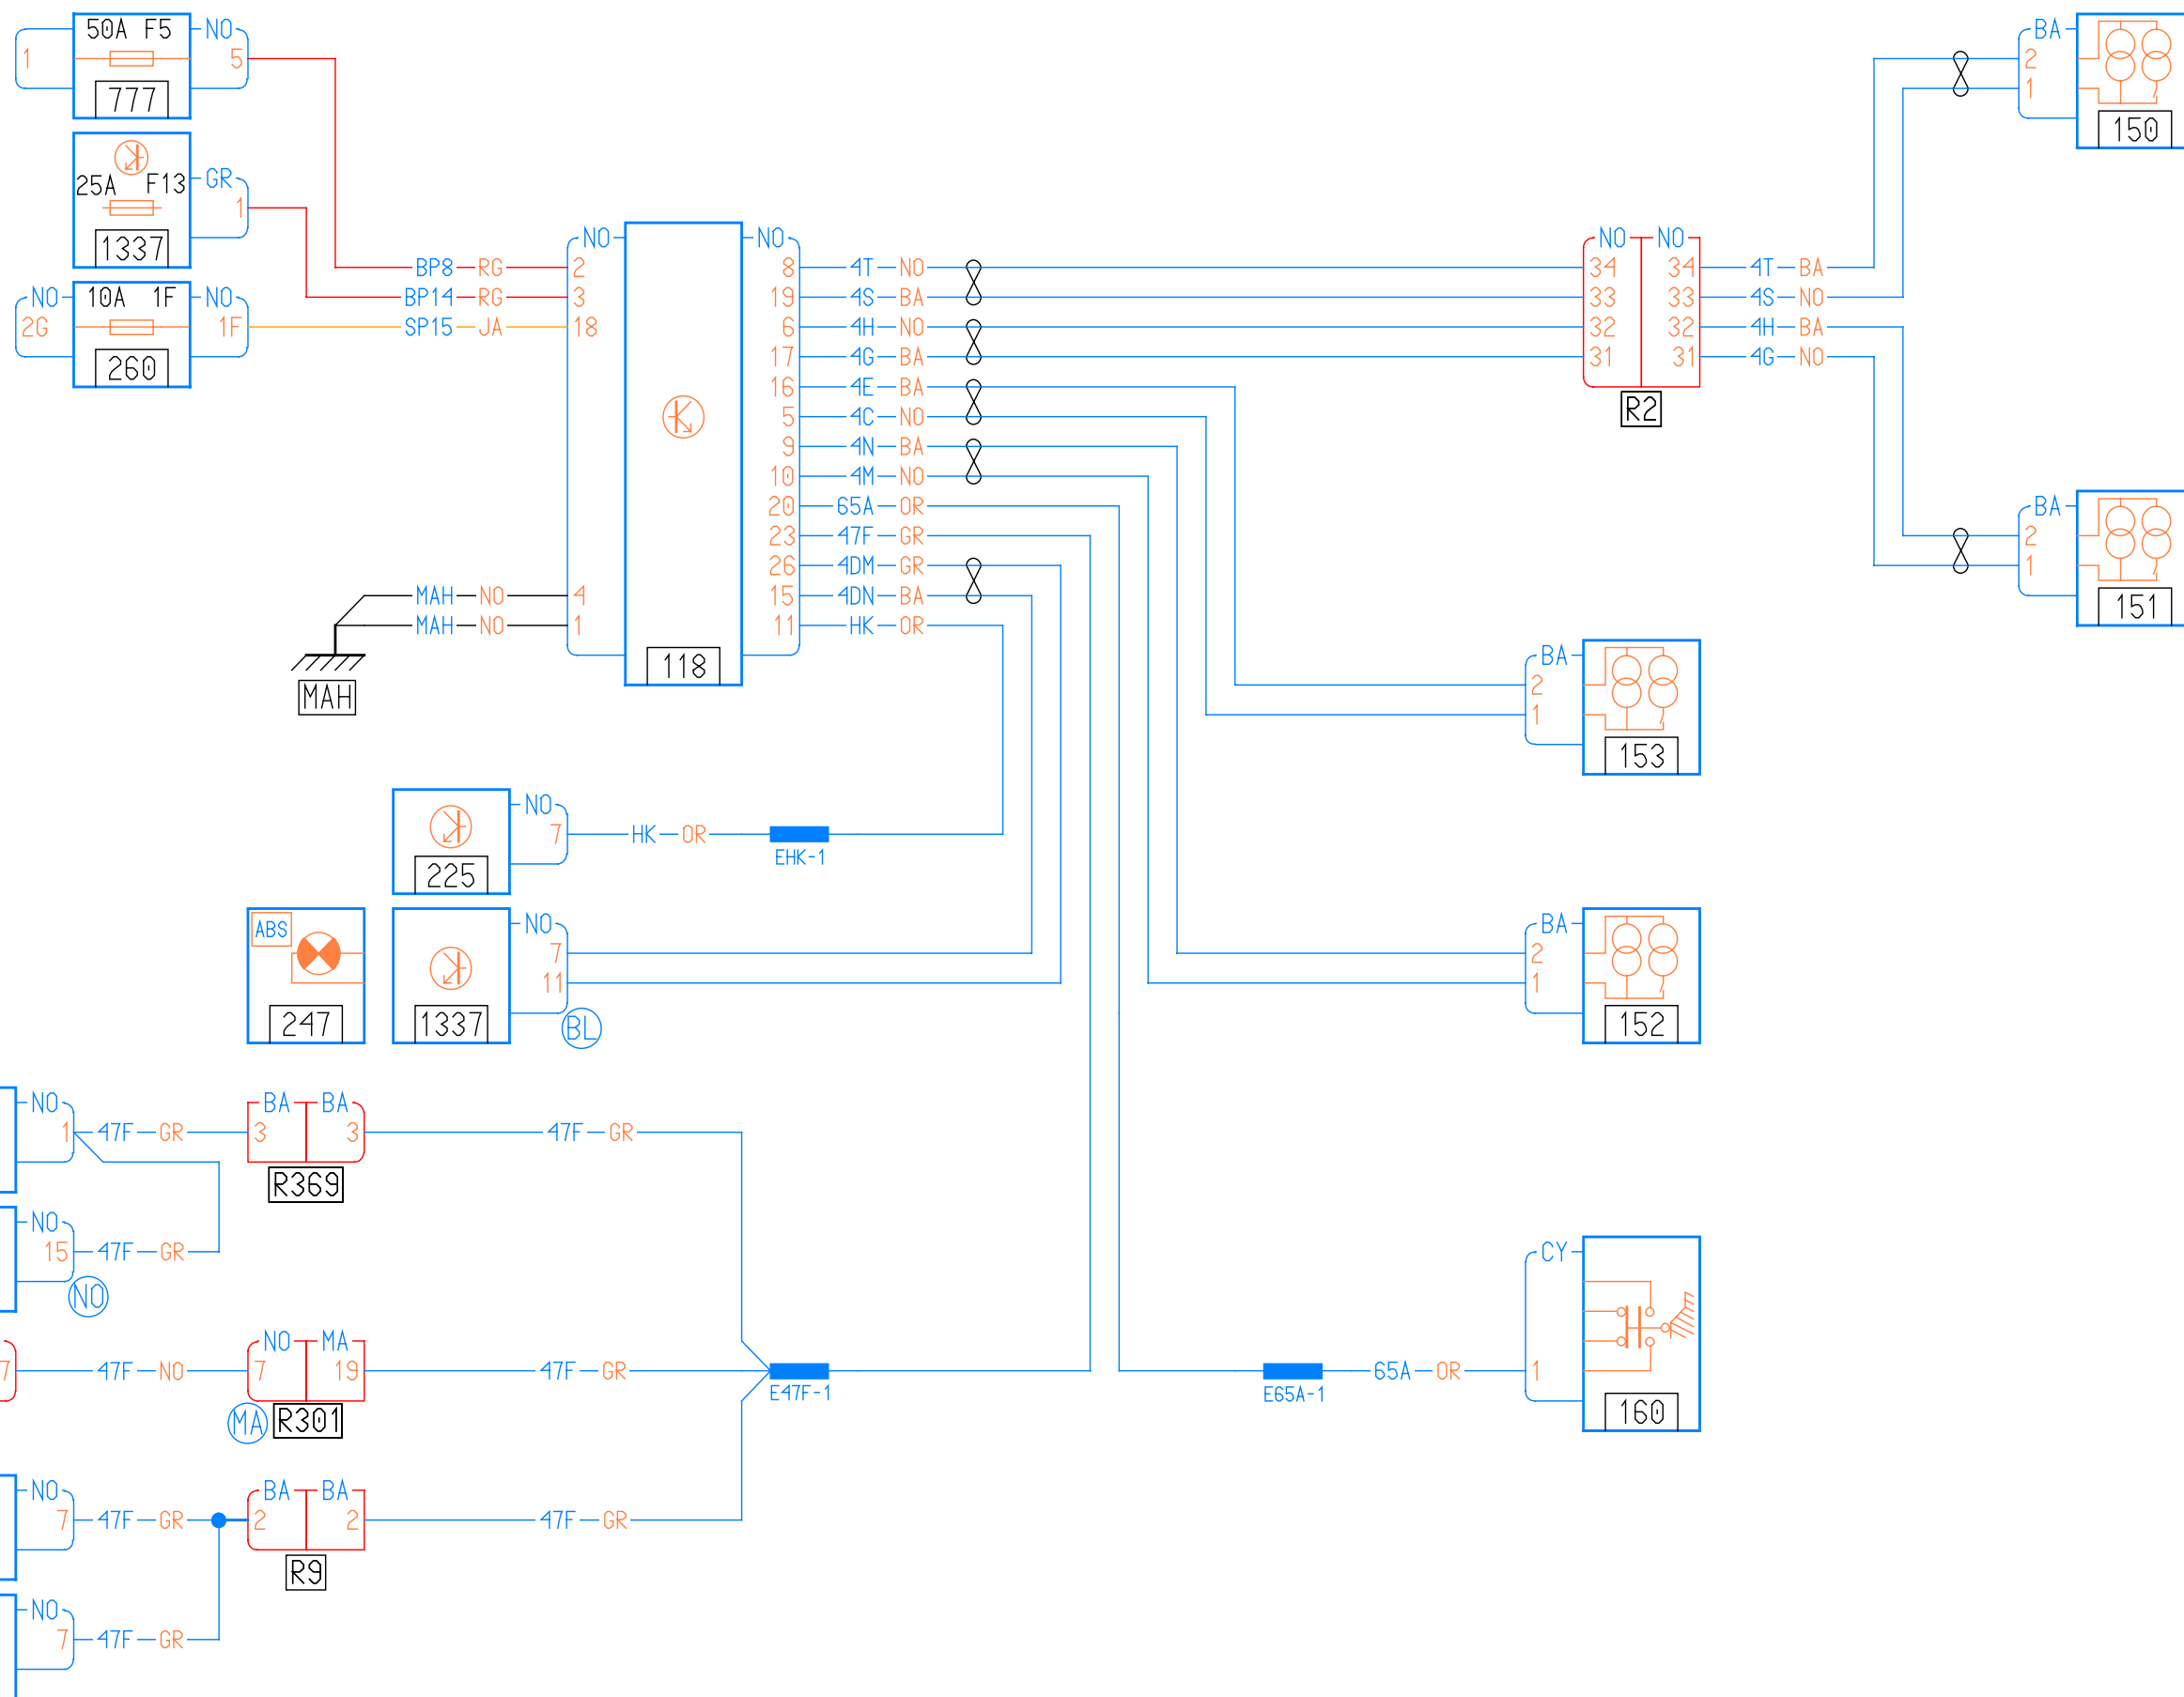 50A F5 NO
1 5
777
25A F13 GR
1
1337
NO 10A 1F NO
2G 1F
260
BP8 RG 2
BP14 RG 3
SP15 JA 18
NO NO
8 4T NO
19 4S BA
6 4H NO
17 4G BA
16 4E BA
5 4C NO
9 4N BA
10 4M NO
20 65A OR
23 47F GR
26 4DM GR
15 4DN BA
11 HK OR
MAH NO 4
MAH NO 1
MAH
118
NO NO
34 34 4T BA
33 33 4S NO
32 32 4H BA
31 31 4G NO
R2
BA
2
1
150
BA
2
1
151
BA
2
1
153
NO
7 HK OR
EHK-1
225
ABS
247
NO
7
11
1337
BL
BA
2
1
152
NO BA BA
1 47F GR 3 3 47F GR
R369
NO
15 47F GR
NO
NO MA
7 47F NO 7 19 47F GR
MA R301
E47F-1
CY
65A OR 1
E65A-1
160
NO BA BA
7 47F GR 2 2 47F GR
R9
NO
7 47F GR